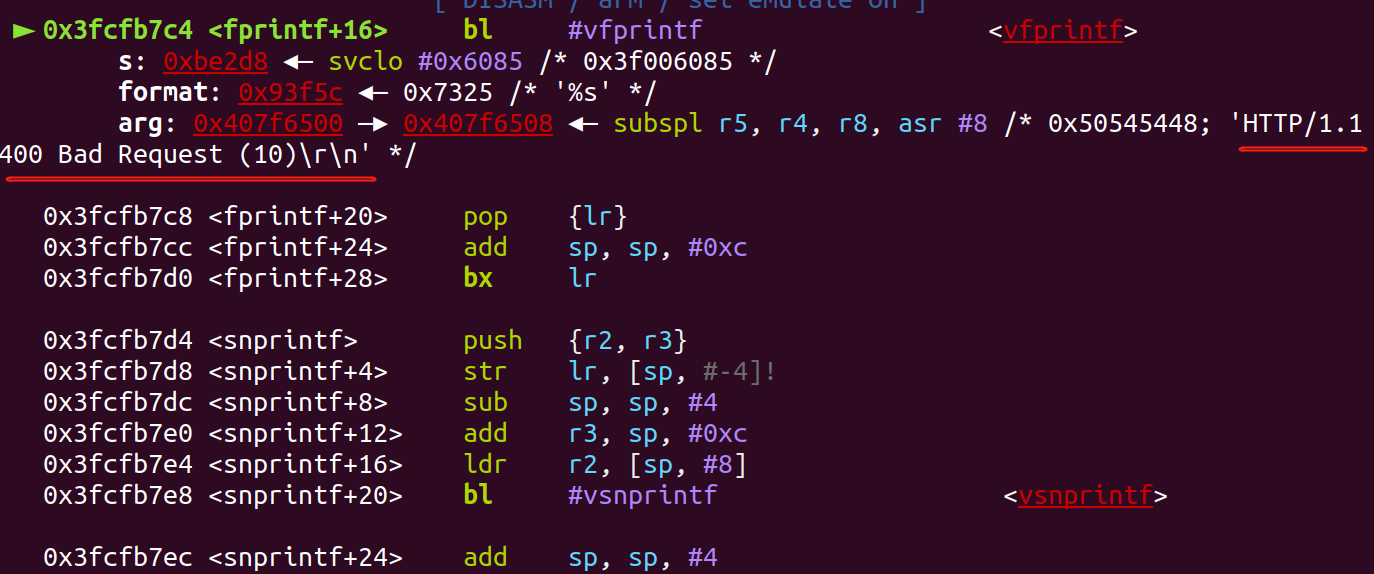 [ DISASM / arm / set emulate on ]
► 0x3fcfb7c4 <fprintf+16> bl #vfprintf <vfprintf>
s: 0xbe2d8 ◂— svclo #0x6085 /* 0x3f006085 */
format: 0x93f5c ◂— 0x7325 /* '%s' */
arg: 0x407f6500 —▸ 0x407f6508 ◂— subspl r5, r4, r8, asr #8 /* 0x50545448; 'HTTP/1.1
400 Bad Request (10)\r\n' */
0x3fcfb7c8 <fprintf+20> pop {lr}
0x3fcfb7cc <fprintf+24> add sp, sp, #0xc
0x3fcfb7d0 <fprintf+28> bx lr
0x3fcfb7d4 <snprintf> push {r2, r3}
0x3fcfb7d8 <snprintf+4> str lr, [sp, #-4]!
0x3fcfb7dc <snprintf+8> sub sp, sp, #4
0x3fcfb7e0 <snprintf+12> add r3, sp, #0xc
0x3fcfb7e4 <snprintf+16> ldr r2, [sp, #8]
0x3fcfb7e8 <snprintf+20> bl #vsnprintf <vsnprintf>
0x3fcfb7ec <snprintf+24> add sp, sp, #4